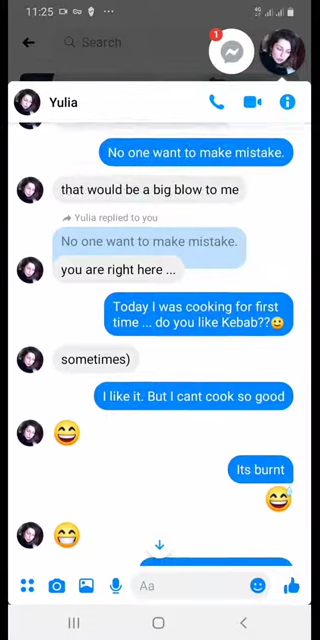 11:25
4G
Search
1
Yulia
No one want to make mistake.
that would be a big blow to me
Yulia replied to you
No one want to make mistake.
you are right here ...
Today I was cooking for first
time ... do you like Kebab??
sometimes)
I like it. But I cant cook so good
Its burnt
Aa